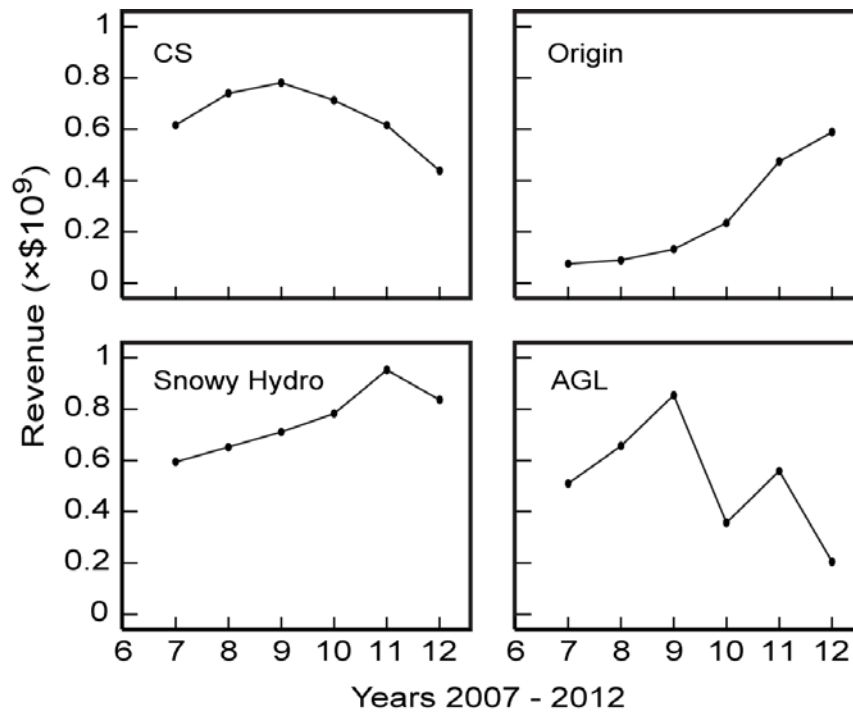 1
CS
Origin
0.8
0.6
0.4
0.2
0
Revenue (×$10⁹)
1
Snowy Hydro
AGL
0.8
0.6
0.4
0.2
0
6 7 8 9 10 11 12 6 7 8 9 10 11 12
Years 2007 - 2012